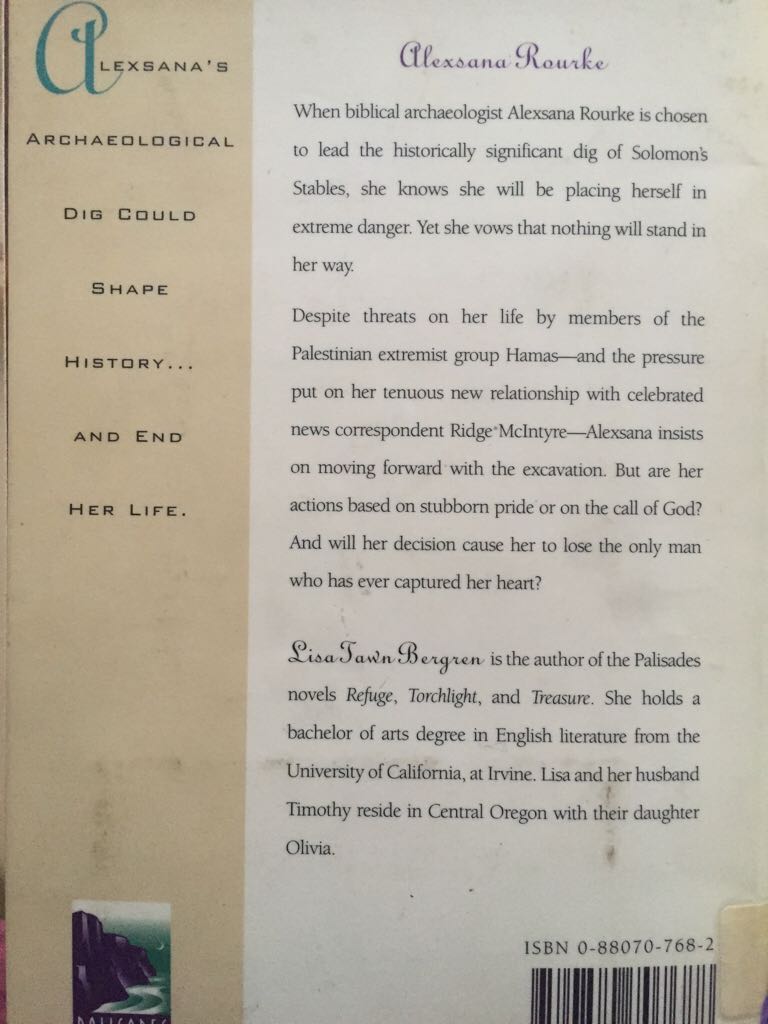 ALEXSANA'S
ARCHAEOLOGICAL
DIG COULD
SHAPE
HISTORY...
AND END
HER LIFE.
Alexsana Rourke
When biblical archaeologist Alexsana Rourke is chosen
to lead the historically significant dig of Solomon's
Stables, she knows she will be placing herself in
extreme danger. Yet she vows that nothing will stand in
her way.
Despite threats on her life by members of the
Palestinian extremist group Hamas—and the pressure
put on her tenuous new relationship with celebrated
news correspondent Ridge McIntyre—Alexsana insists
on moving forward with the excavation. But are her
actions based on stubborn pride or on the call of God?
And will her decision cause her to lose the only man
who has ever captured her heart?
Lisa Tawn Bergren is the author of the Palisades
novels Refuge, Torchlight, and Treasure. She holds a
bachelor of arts degree in English literature from the
University of California, at Irvine. Lisa and her husband
Timothy reside in Central Oregon with their daughter
Olivia.
PALISADES
ISBN 0-88070-768-2